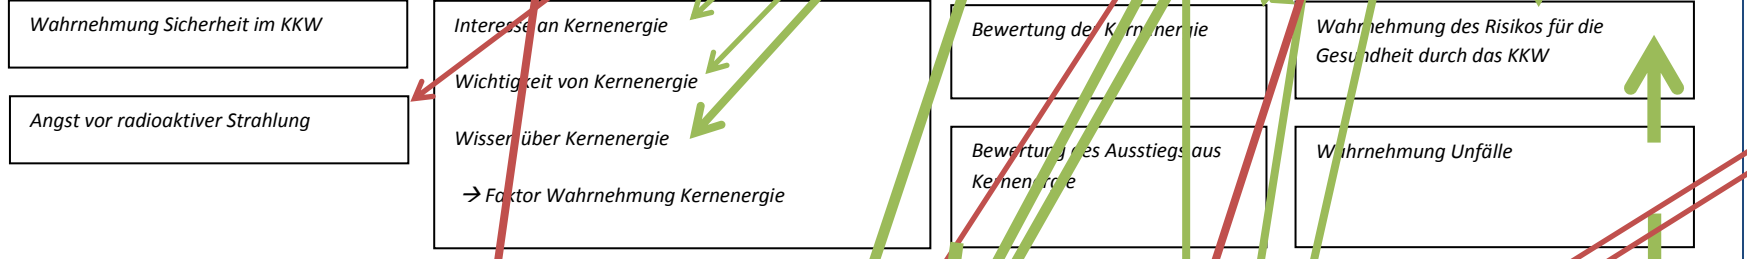 Wahrnehmung Sicherheit im KKW
Angst vor radioaktiver Strahlung
Interesse an Kernenergie
Wichtigkeit von Kernenergie
Wissen über Kernenergie
→ Faktor Wahrnehmung Kernenergie
Bewertung der Kernenergie
Bewertung des Ausstiegs aus
Kernenergie
Wahrnehmung des Risikos für die
Gesundheit durch das KKW
Wahrnehmung Unfälle